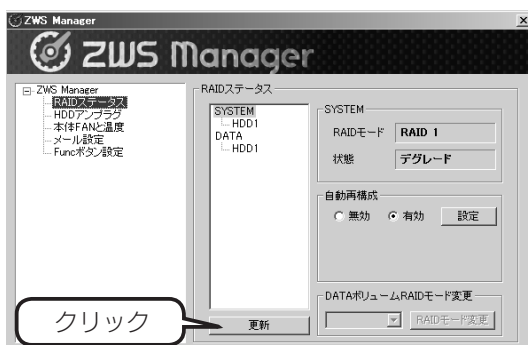 ZWS Manager
ZWS Manager
ZWS Manager
RAIDステータス
HDDアンプラグ
本体FANと温度
メール設定
Funcボタン設定
RAIDステータス
SYSTEM
HDD1
DATA
HDD1
更新
SYSTEM
RAIDモード RAID 1
状態 デグレード
自動再構成
無効 有効 設定
DATAボリュームRAIDモード変更
RAIDモード変更
クリック